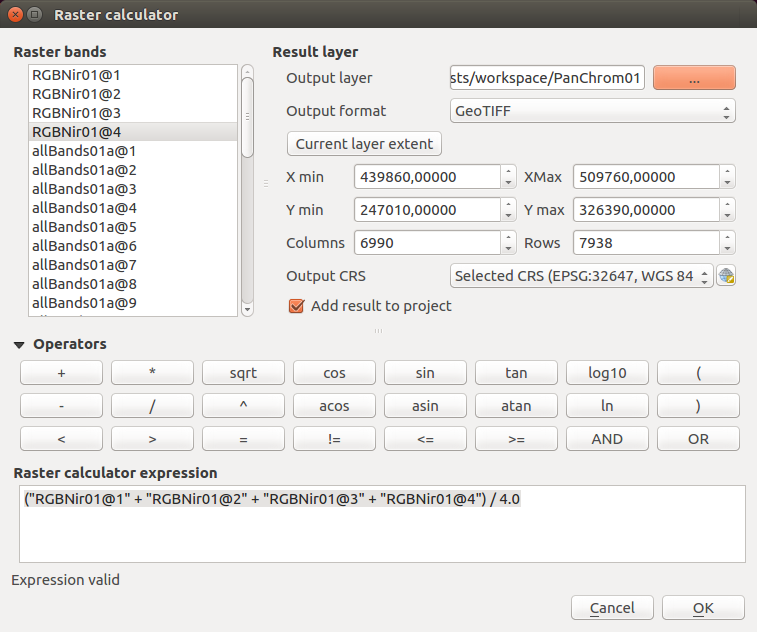 Raster calculator
Raster bands
RGBNir01@1
RGBNir01@2
RGBNir01@3
RGBNir01@4
allBands01a@1
allBands01a@2
allBands01a@3
allBands01a@4
allBands01a@5
allBands01a@6
allBands01a@7
allBands01a@8
allBands01a@9
Result layer
Output layer sts/workspace/PanChrom01 ...
Output format GeoTIFF
Current layer extent
X min 439860,00000 XMax 509760,00000
Y min 247010,00000 Y max 326390,00000
Columns 6990 Rows 7938
Output CRS Selected CRS (EPSG:32647, WGS 84
Add result to project
Operators
+ * sqrt cos sin tan log10 (
- / ^ acos asin atan ln )
< > = != <= >= AND OR
Raster calculator expression
("RGBNir01@1" + "RGBNir01@2" + "RGBNir01@3" + "RGBNir01@4") / 4.0
Expression valid
Cancel OK